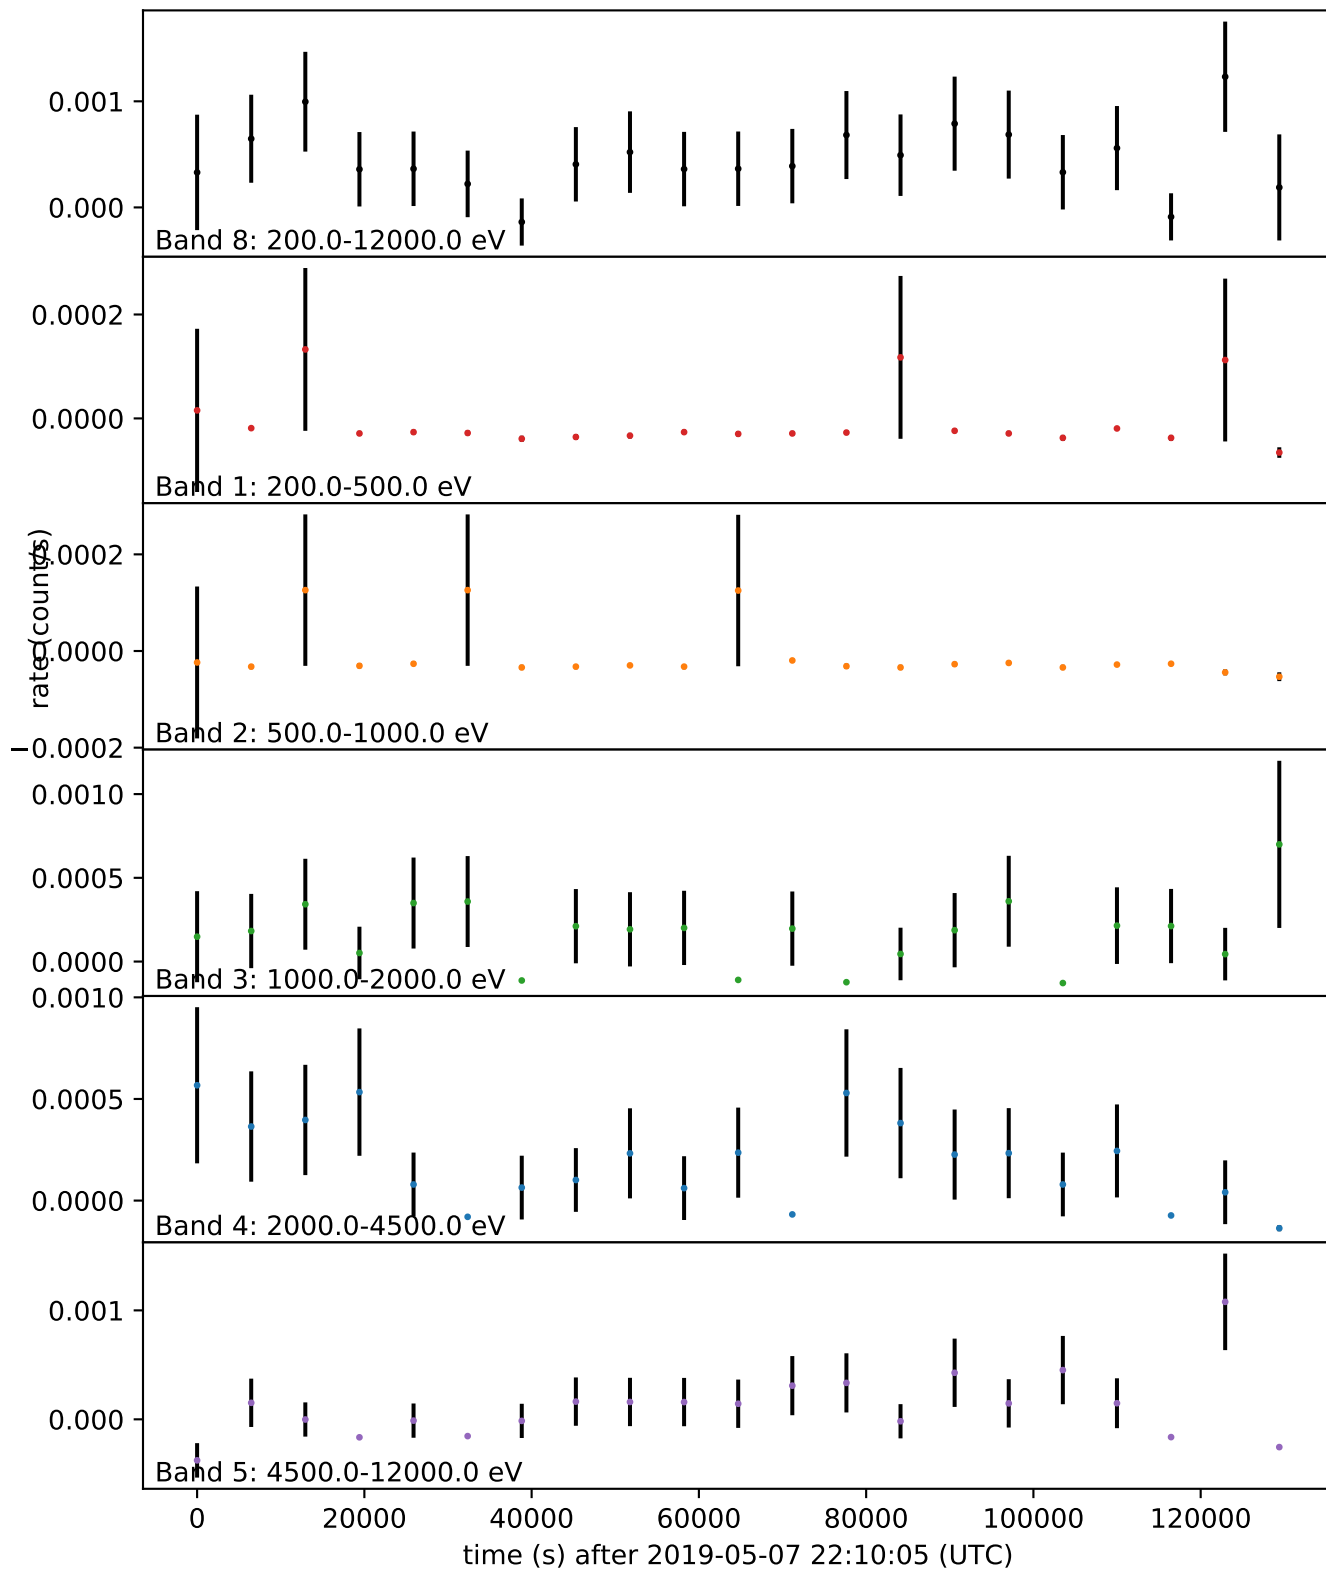 0.001
0.000
Band 8: 200.0-12000.0 eV
0.0002
0.0000
Band 1: 200.0-500.0 eV
rate (count/s)
0.0002
0.0000
−0.0002
Band 2: 500.0-1000.0 eV
0.0010
0.0005
0.0000
Band 3: 1000.0-2000.0 eV
0.0010
0.0005
0.0000
Band 4: 2000.0-4500.0 eV
0.001
0.000
Band 5: 4500.0-12000.0 eV
0 20000 40000 60000 80000 100000 120000
time (s) after 2019-05-07 22:10:05 (UTC)